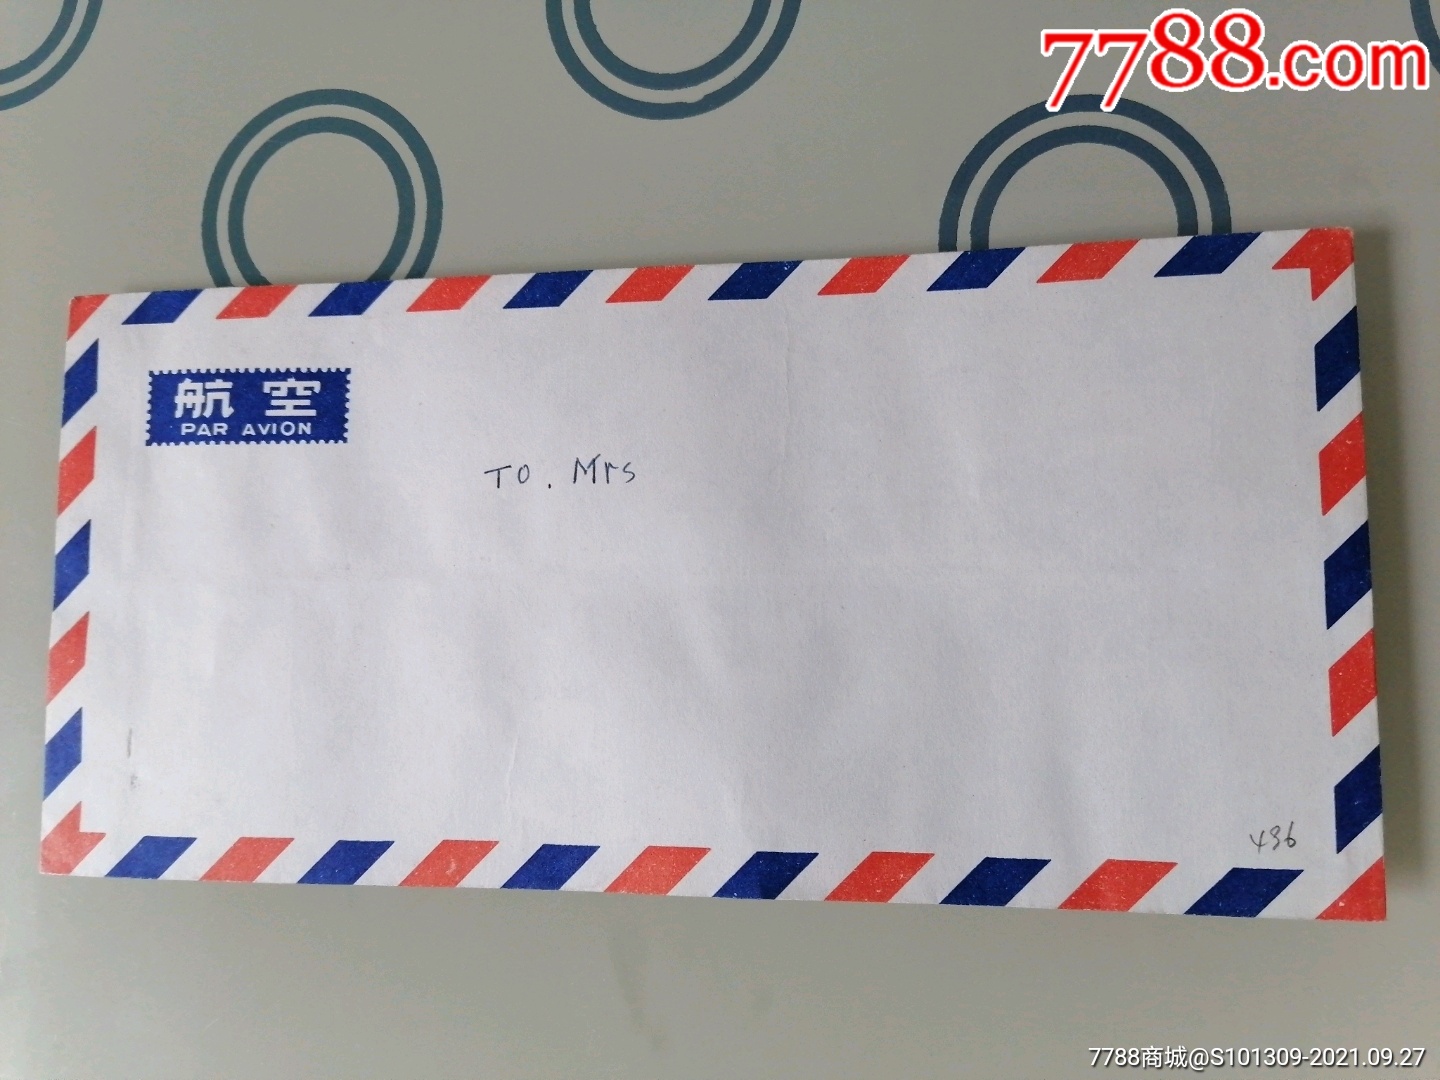 7788.com
航空
PAR AVION
TO. Mrs
436
7788商城@S101309-2021.09.27